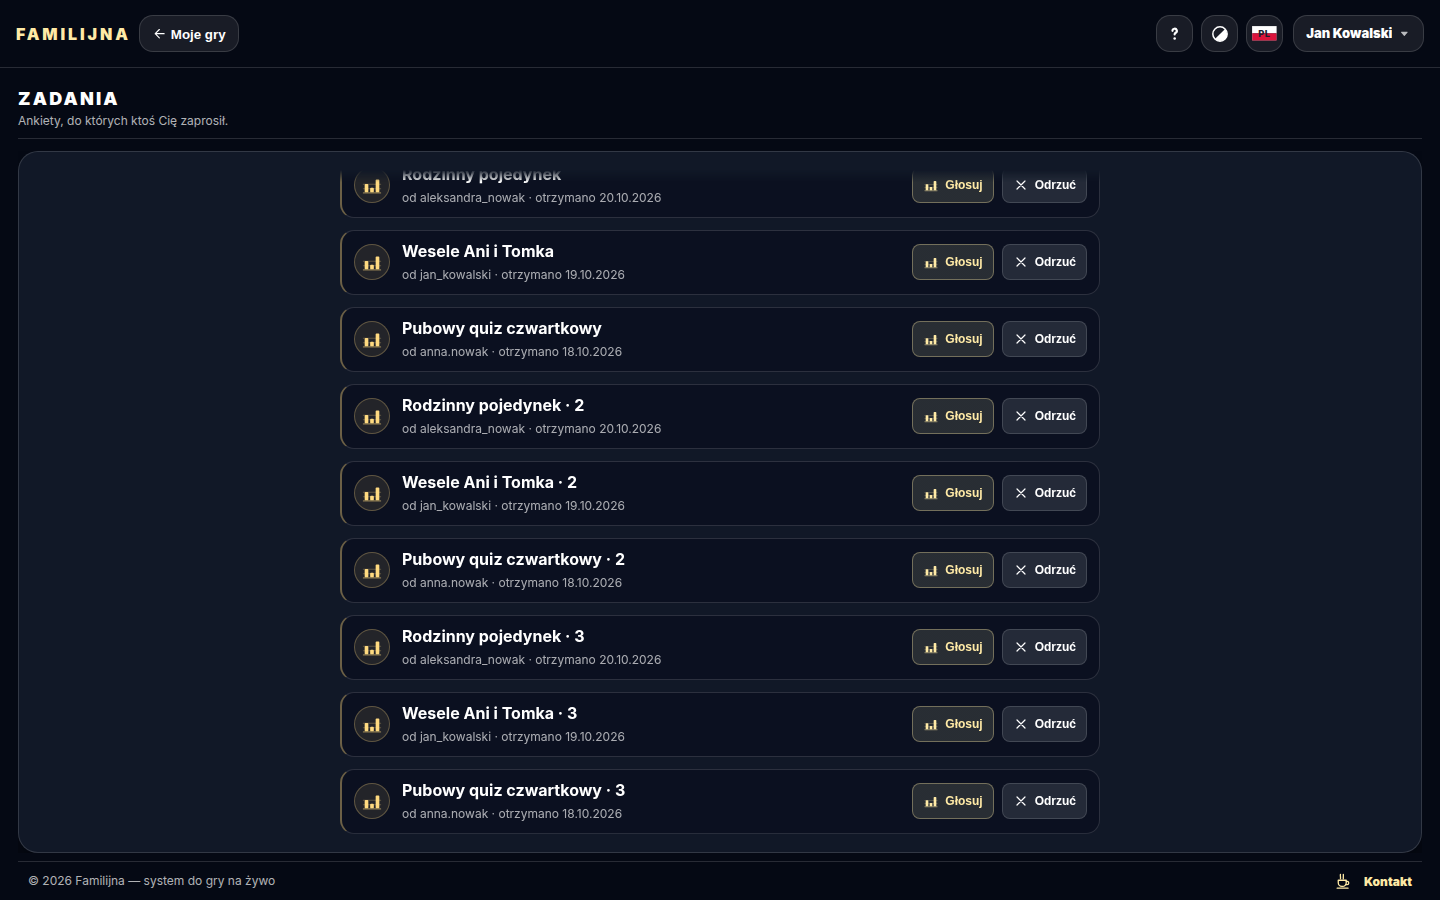 FAMILIJNA
Moje gry
?
PL
Jan Kowalski
ZADANIA
Ankiety, do których ktoś Cię zaprosił.
Rodzinny pojedynek
od aleksandra_nowak · otrzymano 20.10.2026
Głosuj
Odrzuć
Wesele Ani i Tomka
od jan_kowalski · otrzymano 19.10.2026
Głosuj
Odrzuć
Pubowy quiz czwartkowy
od anna.nowak · otrzymano 18.10.2026
Głosuj
Odrzuć
Rodzinny pojedynek · 2
od aleksandra_nowak · otrzymano 20.10.2026
Głosuj
Odrzuć
Wesele Ani i Tomka · 2
od jan_kowalski · otrzymano 19.10.2026
Głosuj
Odrzuć
Pubowy quiz czwartkowy · 2
od anna.nowak · otrzymano 18.10.2026
Głosuj
Odrzuć
Rodzinny pojedynek · 3
od aleksandra_nowak · otrzymano 20.10.2026
Głosuj
Odrzuć
Wesele Ani i Tomka · 3
od jan_kowalski · otrzymano 19.10.2026
Głosuj
Odrzuć
Pubowy quiz czwartkowy · 3
od anna.nowak · otrzymano 18.10.2026
Głosuj
Odrzuć
© 2026 Familijna — system do gry na żywo
Kontakt